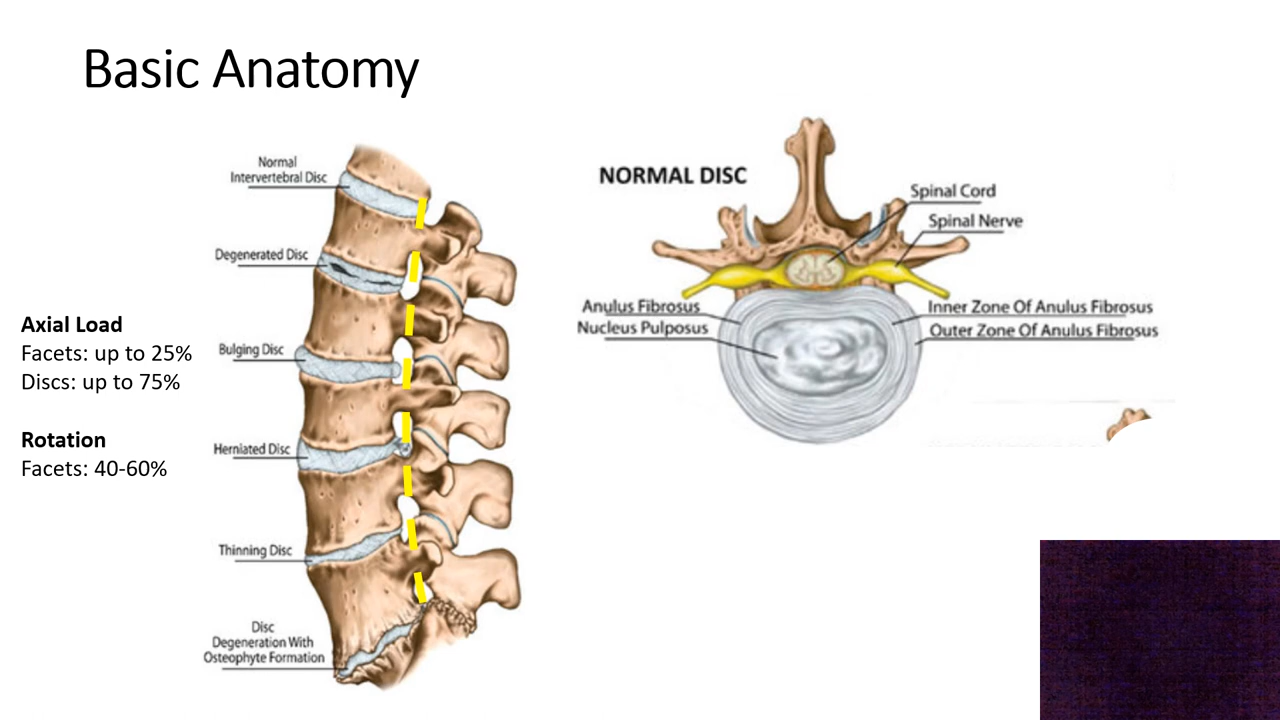 Basic Anatomy
Axial Load
Facets: up to 25%
Discs: up to 75%
Rotation
Facets: 40-60%
Normal
Intervertebral Disc
Degenerated Disc
Bulging Disc
Herniated Disc
Thinning Disc
Disc
Degeneration With
Osteophyte Formation
NORMAL DISC
Spinal Cord
Spinal Nerve
Anulus Fibrosus
Nucleus Pulposus
Inner Zone Of Anulus Fibrosus
Outer Zone Of Anulus Fibrosus